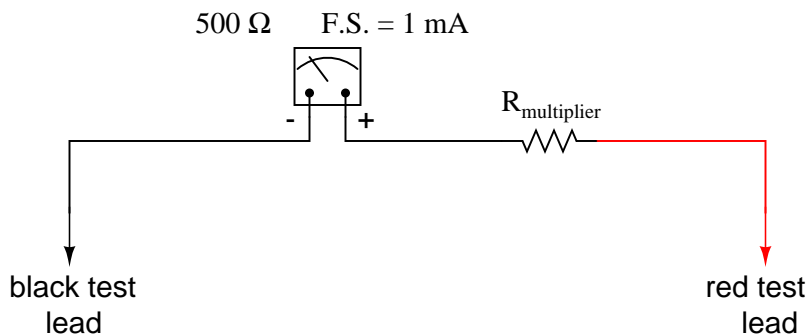 500 Ω F.S. = 1 mA
- +
Rmultiplier
black test
lead
red test
lead